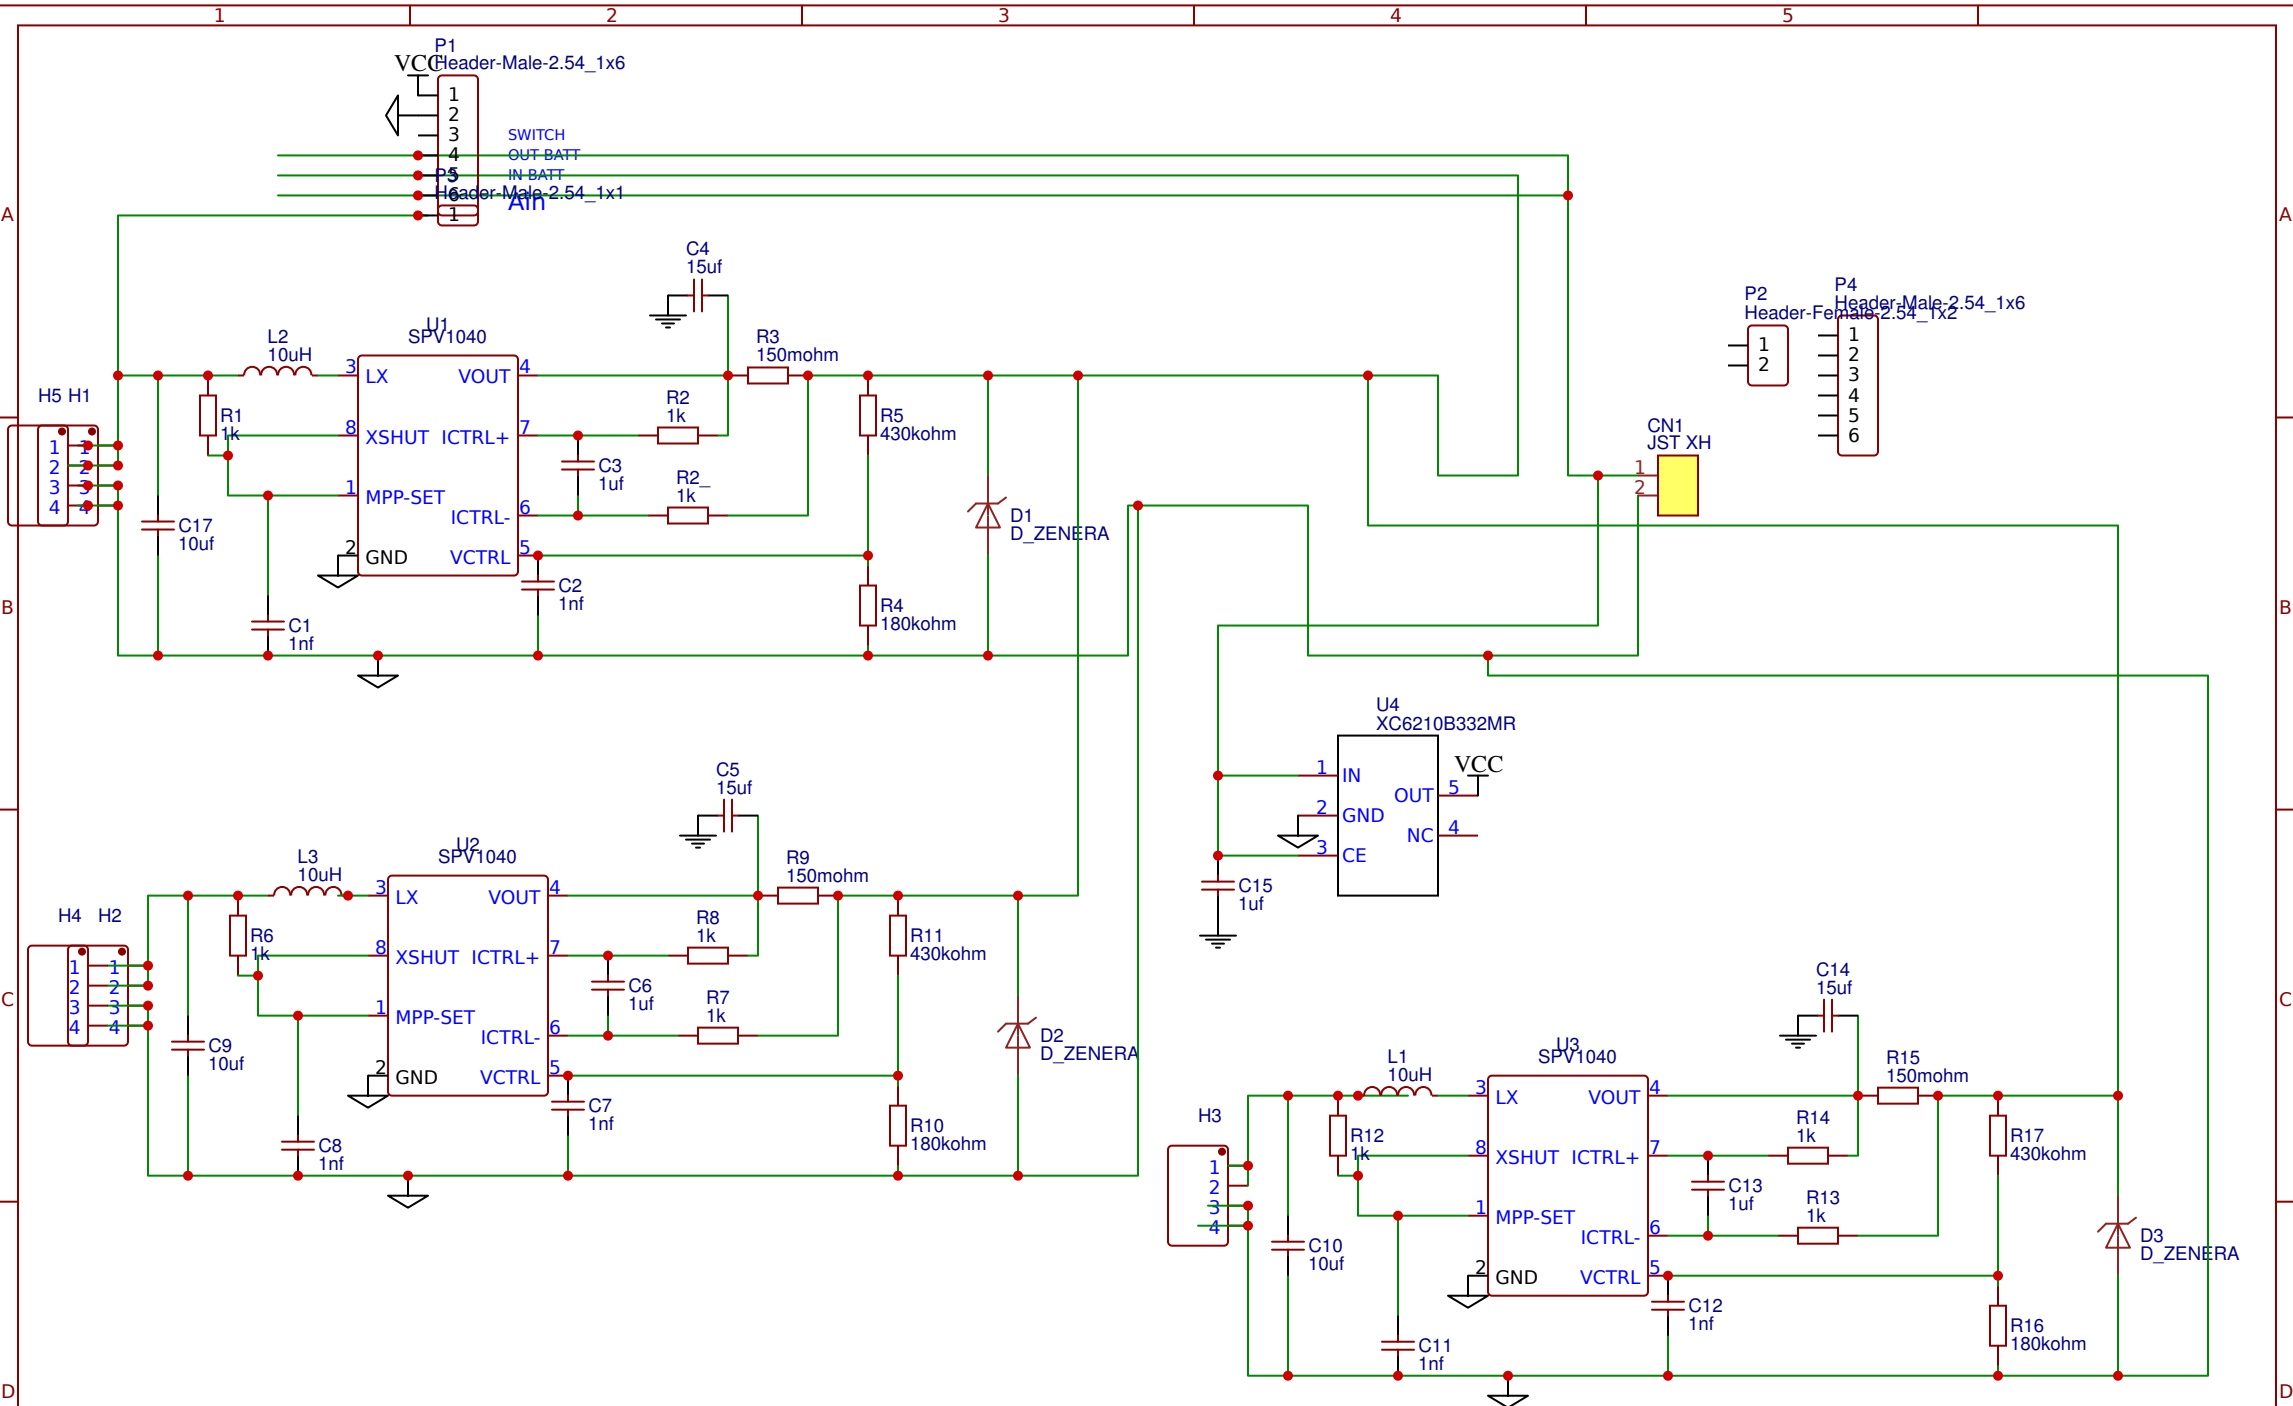 1 2 3 4 5
P1
VCC
Header-Male-2.54_1x6
1
2
3 SWITCH
4 OUT BATT
5 IN BATT
6
P3
Header-Male-2.54_1x1
Ain
1
A A
C4
15uf
U1
SPV1040
L2
10uH
3 LX VOUT 4
8 XSHUT ICTRL+ 7
1 MPP-SET
ICTRL- 6
2 GND VCTRL 5
R3
150mohm
R2
1k
R2_
1k
C3
1uf
R1
1k
H5 H1
1 1
2 2
3 3
4 4
C17
10uf
C1
1nf
C2
1nf
R5
430kohm
R4
180kohm
D1
D_ZENERA
P2
Header-Female-2.54_1x2
1
2
P4
Header-Male-2.54_1x6
1
2
3
4
5
6
CN1
JST XH
1
2
B
U4
XC6210B332MR
VCC
1 IN
OUT 5
2 GND
NC 4
3 CE
C15
1uf
C5
15uf
U2
SPV1040
L3
10uH
3 LX VOUT 4
8 XSHUT ICTRL+ 7
1 MPP-SET
ICTRL- 6
2 GND VCTRL 5
R9
150mohm
R8
1k
R7
1k
C6
1uf
R6
1k
H4 H2
1 1
2 2
3 3
4 4
C9
10uf
C8
1nf
C7
1nf
R11
430kohm
R10
180kohm
D2
D_ZENERA
B
C C
C14
15uf
U3
SPV1040
L1
10uH
3 LX VOUT 4
8 XSHUT ICTRL+ 7
1 MPP-SET
ICTRL- 6
2 GND VCTRL 5
R15
150mohm
R14
1k
R13
1k
C13
1uf
R12
1k
H3
1
2
3
4
C10
10uf
C11
1nf
C12
1nf
R17
430kohm
R16
180kohm
D3
D_ZENERA
D D